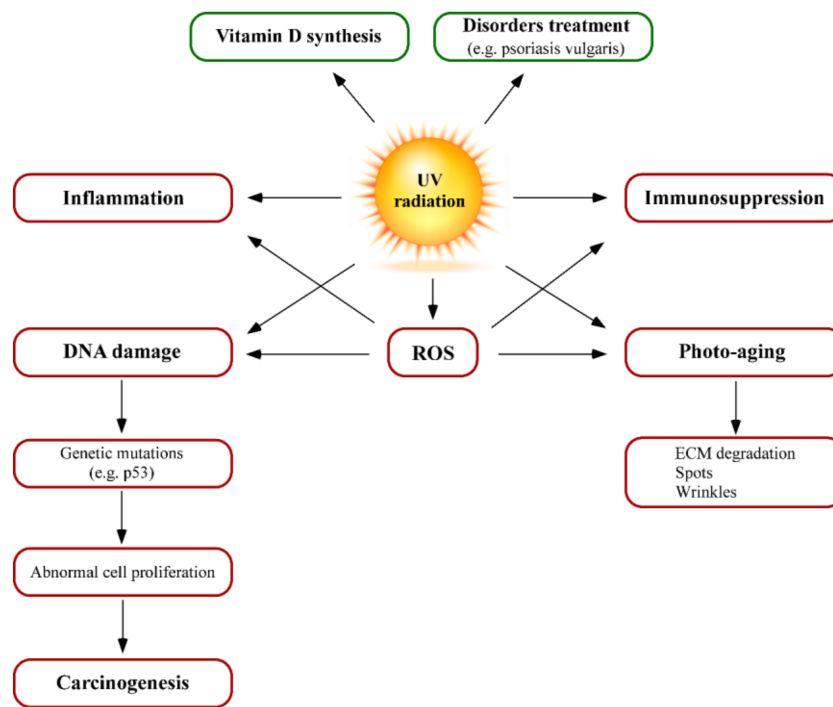 Vitamin D synthesis
Disorders treatment
(e.g. psoriasis vulgaris)
UV
radiation
Inflammation
Immunosuppression
DNA damage
ROS
Photo-aging
Genetic mutations
(e.g. p53)
ECM degradation
Spots
Wrinkles
Abnormal cell proliferation
Carcinogenesis